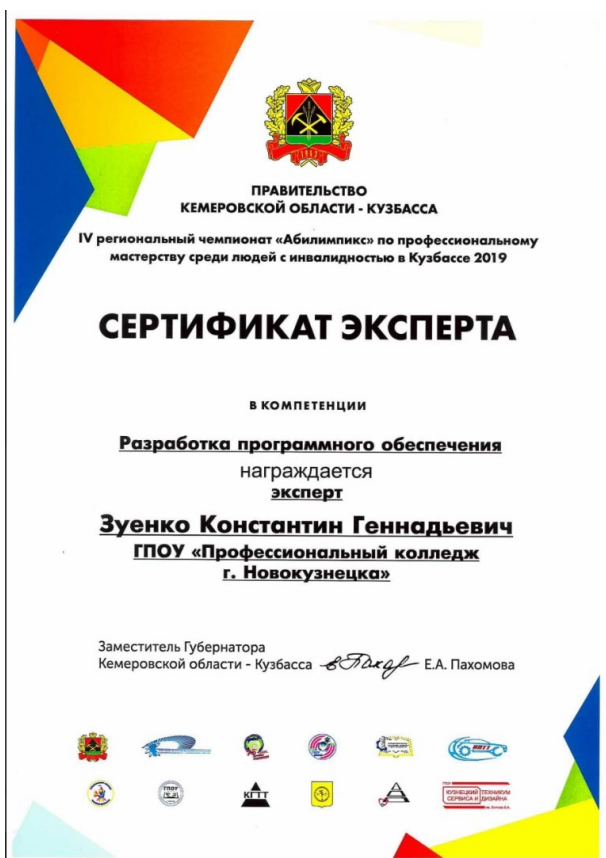 1943
ПРАВИТЕЛЬСТВО
КЕМЕРОВСКОЙ ОБЛАСТИ - КУЗБАССА
IV региональный чемпионат «Абилимпикс» по профессиональному
мастерству среди людей с инвалидностью в Кузбассе 2019
СЕРТИФИКАТ ЭКСПЕРТА
В КОМПЕТЕНЦИИ
Разработка программного обеспечения
награждается
эксперт
Зуенко Константин Геннадьевич
ГПОУ «Профессиональный колледж
г. Новокузнецка»
Заместитель Губернатора
Кемеровской области - Кузбасса Е.А. Пахомова
ГПОУ
КГТТ
КУЗНЕЦКИЙ ТЕХНИКУМ
СЕРВИСА И ДИЗАЙНА